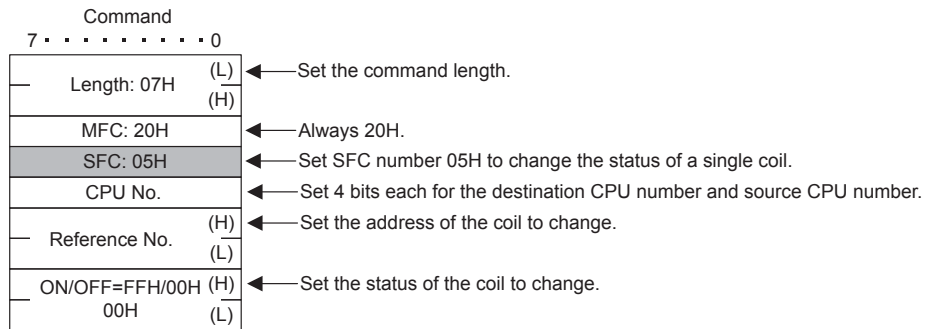 Command
7 • • • • • • • • • 0
Length: 07H (L) Set the command length.
(H)
MFC: 20H Always 20H.
SFC: 05H Set SFC number 05H to change the status of a single coil.
CPU No. Set 4 bits each for the destination CPU number and source CPU number.
Reference No. (H) Set the address of the coil to change.
(L)
ON/OFF=FFH/00H (H) Set the status of the coil to change.
00H (L)